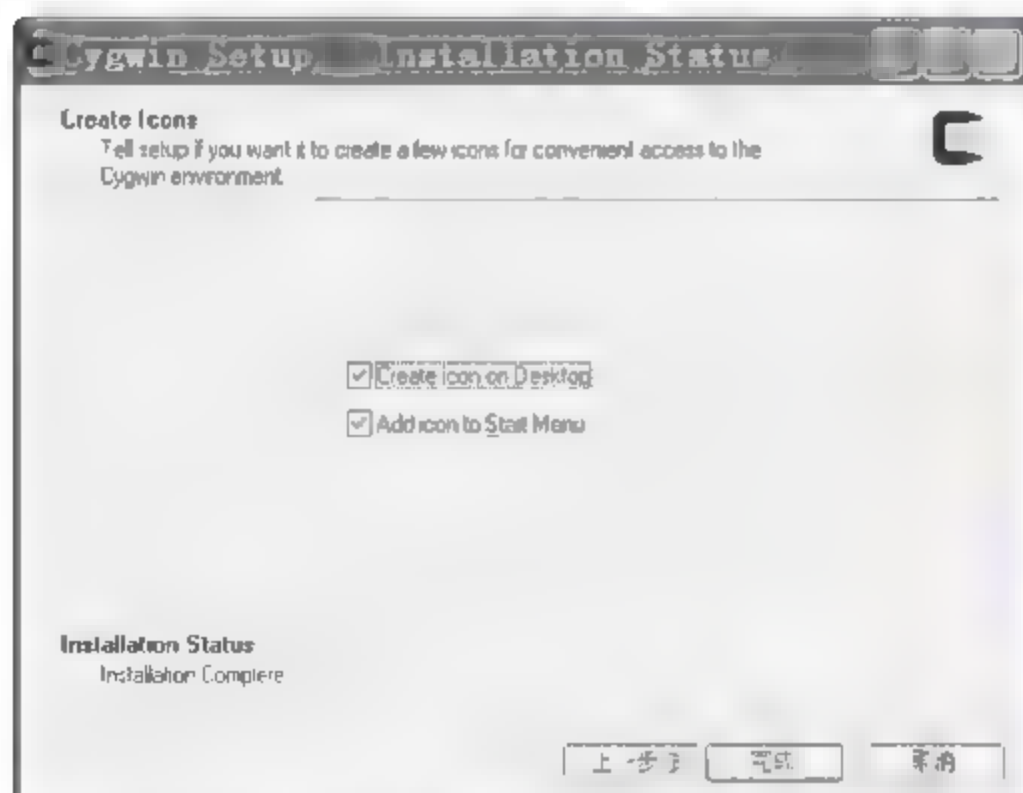 Cygwin Setup - Installation Status
Create Icons
Tell setup if you want it to create a few icons for convenient access to the
Cygwin environment.
Create icon on Desktop
Add icon to Start Menu
Installation Status
Installation Complete
上一步 完成 取消